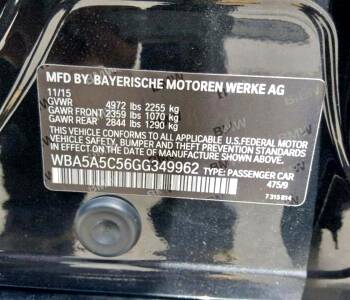 MFD BY BAYERISCHE MOTOREN WERKE AG
11/15
GVWR 4972 lbs 2255 kg
GAWR FRONT 2359 lbs 1070 kg
GAWR REAR 2844 lbs 1290 kg
THIS VEHICLE CONFORMS TO ALL APPLICABLE U.S. FEDERAL MOTOR
VEHICLE SAFETY, BUMPER, AND THEFT PREVENTION STANDARDS
IN EFFECT ON THE DATE OF MANUFACTURE SHOWN ABOVE.
WBA5A5C56GG349962 TYPE: PASSENGER CAR
475/9
7 315 814